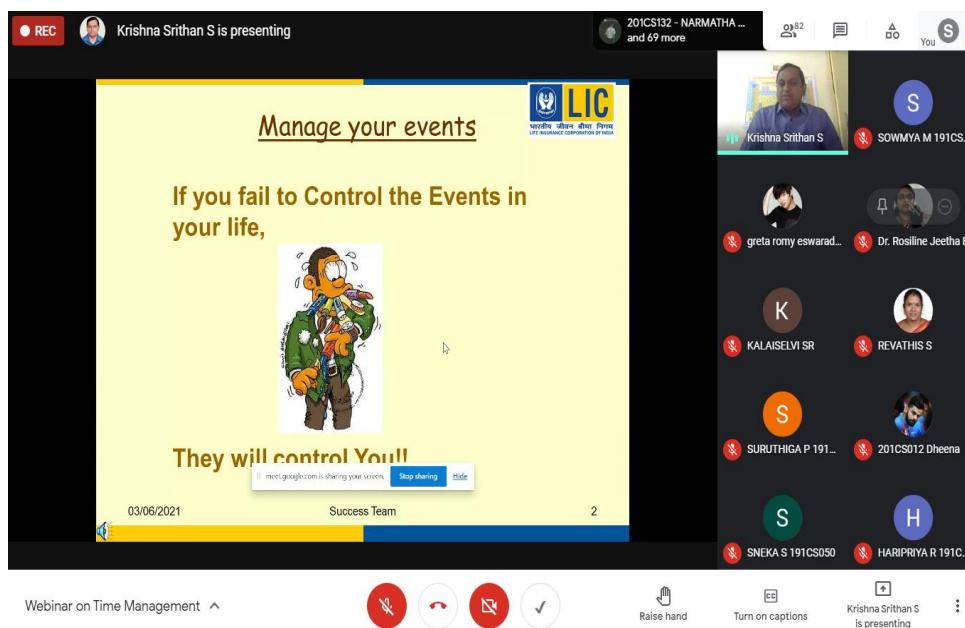 REC
Krishna Srithan S is presenting
201CS132 - NARMATHA ...
and 69 more
82
You
S
LIC
भारतीय जीवन बीमा निगम
LIFE INSURANCE CORPORATION OF INDIA
Manage your events
If you fail to Control the Events in
your life,
They will control You!!
meet.google.com is sharing your screen.
Stop sharing
Hide
03/06/2021
Success Team
2
Krishna Srithan S
S
SOWMYA M 191CS...
greta romy eswarad...
Dr. Rosiline Jeetha B
K
KALAISELVI SR
REVATHIS S
S
SURUTHIGA P 191...
201CS012 Dheena
S
SNEKA S 191CS050
H
HARIPRIYA R 191C...
Webinar on Time Management
Raise hand
CC
Turn on captions
Krishna Srithan S
is presenting